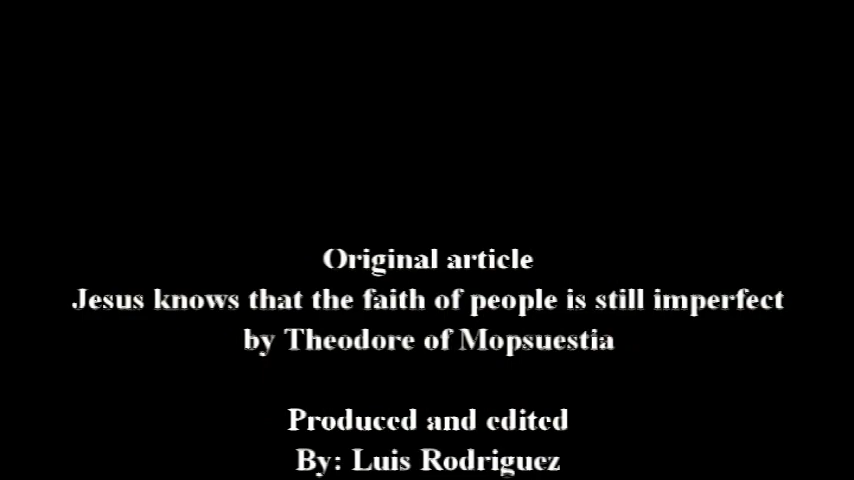 Original article
Jesus knows that the faith of people is still imperfect
by Theodore of Mopsuestia
Produced and edited
By: Luis Rodriguez